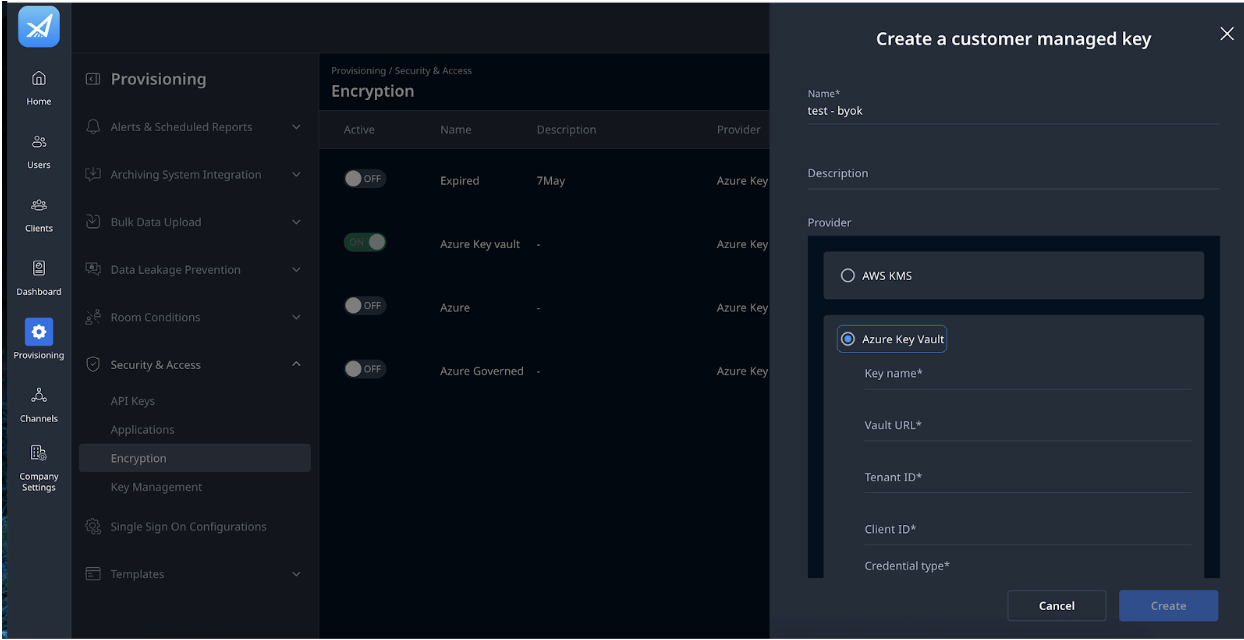 Home
Users
Clients
Dashboard
Provisioning
Channels
Company
Settings
Provisioning
Alerts & Scheduled Reports
Archiving System Integration
Bulk Data Upload
Data Leakage Prevention
Room Conditions
Security & Access
API Keys
Applications
Encryption
Key Management
Single Sign On Configurations
Templates
Provisioning / Security & Access
Encryption
Active Name Description Provider
OFF Expired 7May Azure Key
ON Azure Key vault - Azure Key
OFF Azure - Azure Key
OFF Azure Governed - Azure Key
Create a customer managed key
Name*
test - byok
Description
Provider
AWS KMS
Azure Key Vault
Key name*
Vault URL*
Tenant ID*
Client ID*
Credential type*
Cancel Create